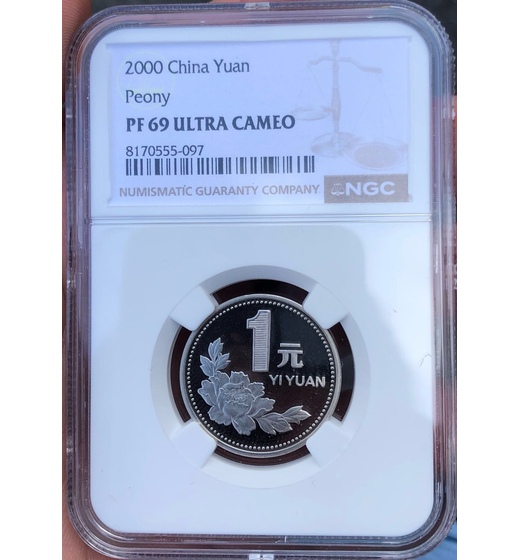 2000 China Yuan
Peony
PF 69 ULTRA CAMEO
8170555-097
NUMISMATIC GUARANTY COMPANY NGC
1 元
YI YUAN